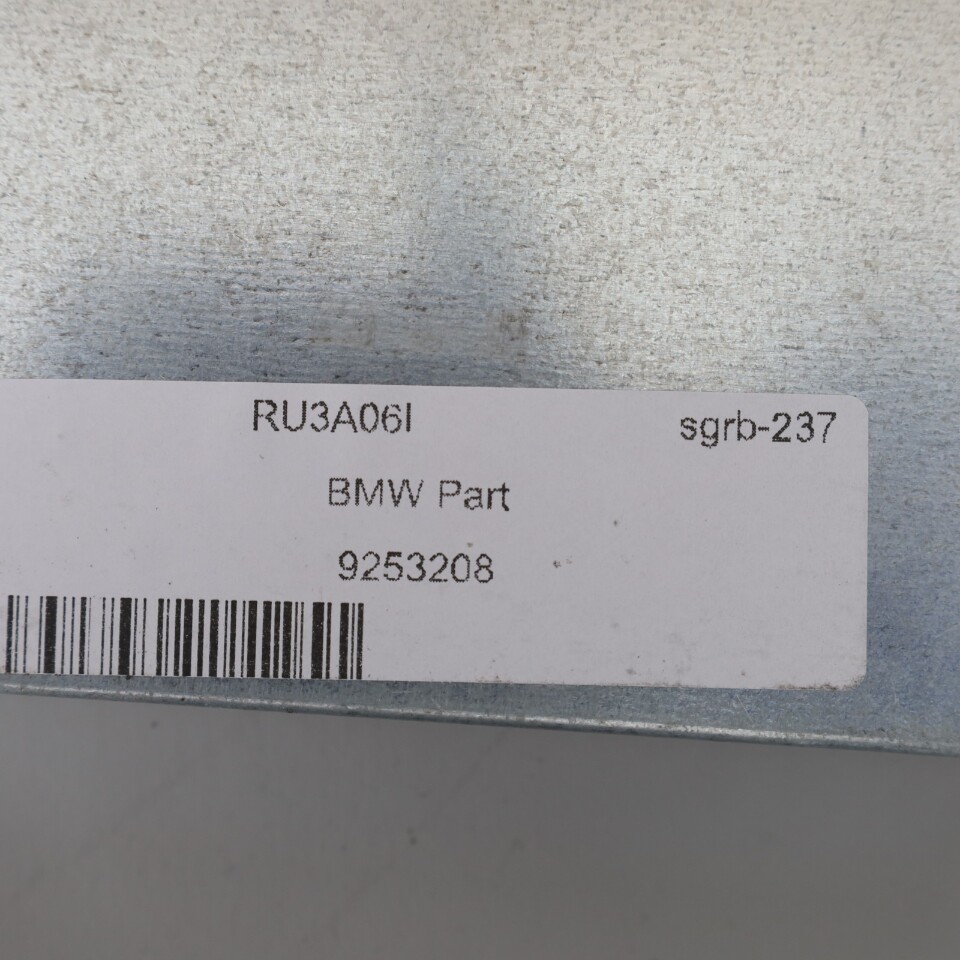 RU3A06I sgrb-237
BMW Part
9253208